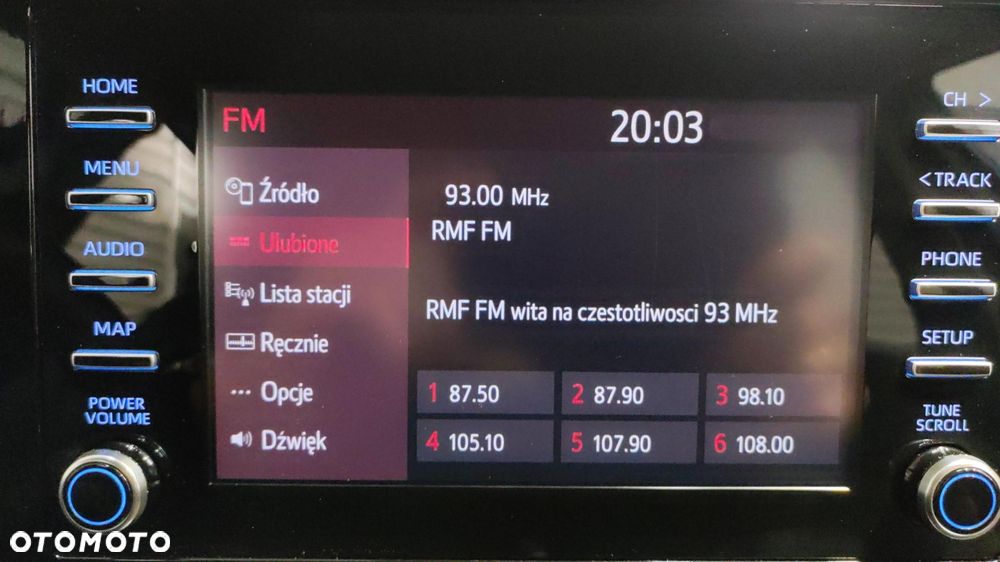 HOME
MENU
AUDIO
MAP
POWER
VOLUME
FM
20:03
Źródło
Ulubione
Lista stacji
Ręcznie
Opcje
Dźwięk
93.00 MHz
RMF FM
RMF FM wita na czestotliwosci 93 MHz
1 87.50
2 87.90
3 98.10
4 105.10
5 107.90
6 108.00
CH >
< TRACK
PHONE
SETUP
TUNE
SCROLL
OTOMOTO